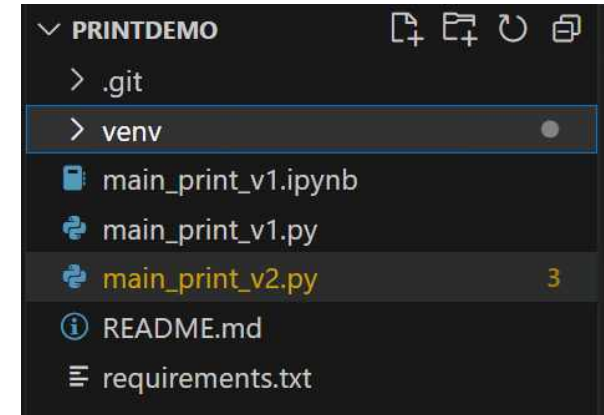 PRINTDEMO
.git
venv
main_print_v1.ipynb
main_print_v1.py
main_print_v2.py 3
README.md
requirements.txt